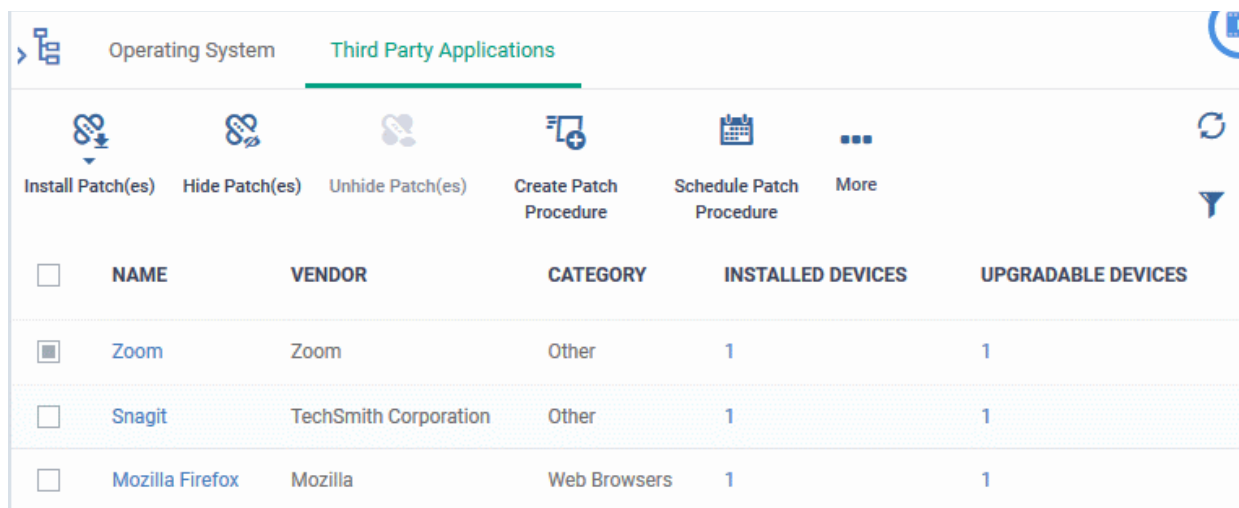 Operating System Third Party Applications
Install Patch(es) Hide Patch(es) Unhide Patch(es) Create Patch Procedure Schedule Patch Procedure More
NAME VENDOR CATEGORY INSTALLED DEVICES UPGRADABLE DEVICES
Zoom Zoom Other 1 1
Snagit TechSmith Corporation Other 1 1
Mozilla Firefox Mozilla Web Browsers 1 1